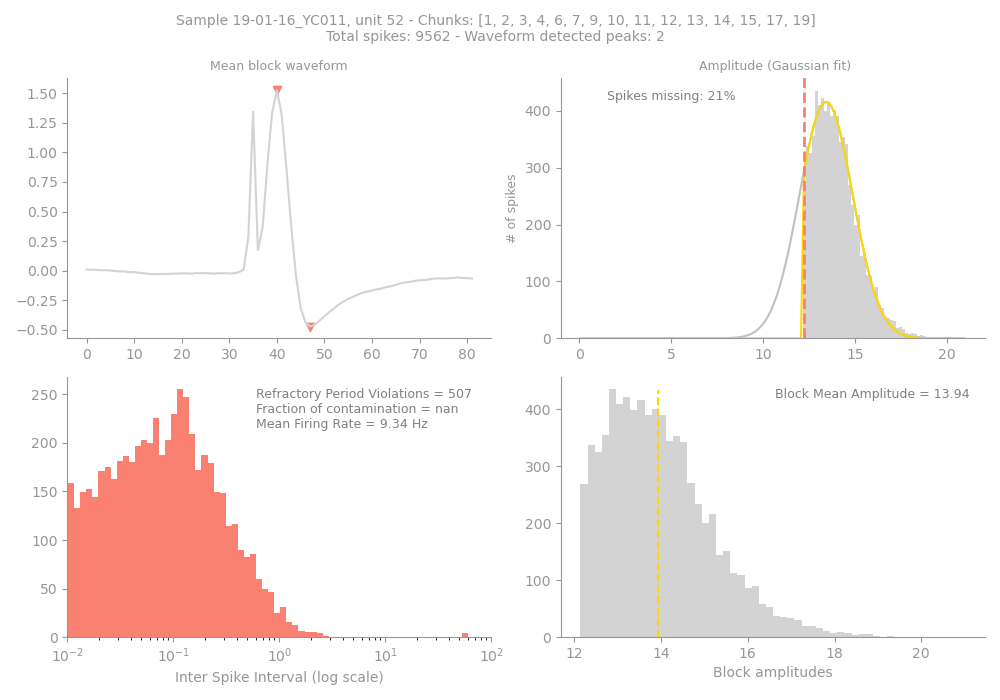 Sample 19-01-16_YC011, unit 52 - Chunks: [1, 2, 3, 4, 6, 7, 9, 10, 11, 12, 13, 14, 15, 17, 19]
Total spikes: 9562 - Waveform detected peaks: 2
Mean block waveform
1.50
1.25
1.00
0.75
0.50
0.25
0.00
−0.25
−0.50
0 10 20 30 40 50 60 70 80
Amplitude (Gaussian fit)
Spikes missing: 21%
# of spikes
400
300
200
100
0
0 5 10 15 20
Refractory Period Violations = 507
Fraction of contamination = nan
Mean Firing Rate = 9.34 Hz
250
200
150
100
50
0
10⁻² 10⁻¹ 10⁰ 10¹ 10²
Inter Spike Interval (log scale)
Block Mean Amplitude = 13.94
400
300
200
100
0
12 14 16 18 20
Block amplitudes